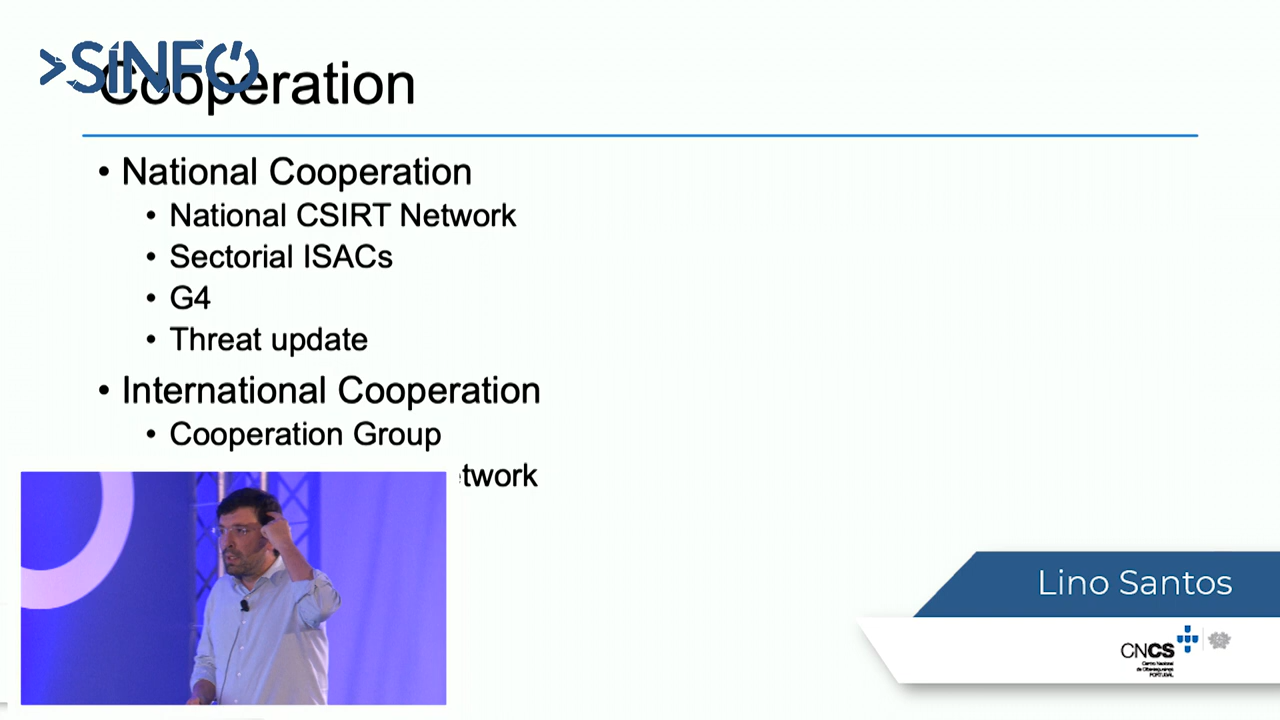 >SINFO
Cooperation
• National Cooperation
• National CSIRT Network
• Sectorial ISACs
• G4
• Threat update
• International Cooperation
• Cooperation Group
Lino Santos
CNCS
Centro Nacional
de Cibersegurança
PORTUGAL